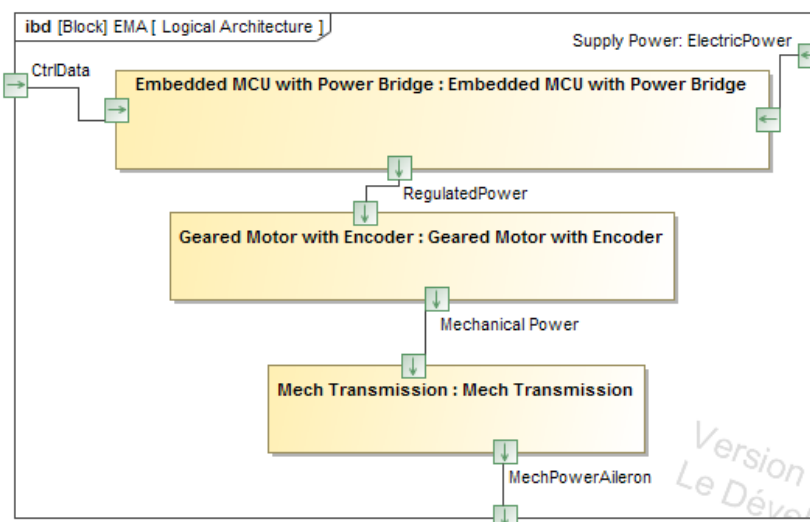 ibd [Block] EMA [ Logical Architecture ]
Supply Power: ElectricPower
CtrlData
Embedded MCU with Power Bridge : Embedded MCU with Power Bridge
RegulatedPower
Geared Motor with Encoder : Geared Motor with Encoder
Mechanical Power
Mech Transmission : Mech Transmission
MechPowerAileron
Version
Le